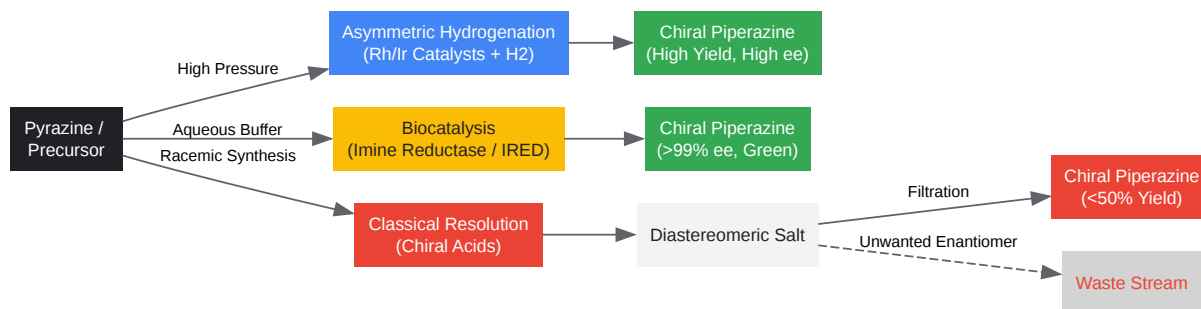 Asymmetric Hydrogenation
(Rh/Ir Catalysts + H2)
Chiral Piperazine
(High Yield, High ee)
High Pressure
Pyrazine /
Precursor
Aqueous Buffer
Biocatalysis
(Imine Reductase / IRED)
Chiral Piperazine
(>99% ee, Green)
Racemic Synthesis
Classical Resolution
(Chiral Acids)
Diastereomeric Salt
Filtration
Chiral Piperazine
(<50% Yield)
Unwanted Enantiomer
Waste Stream